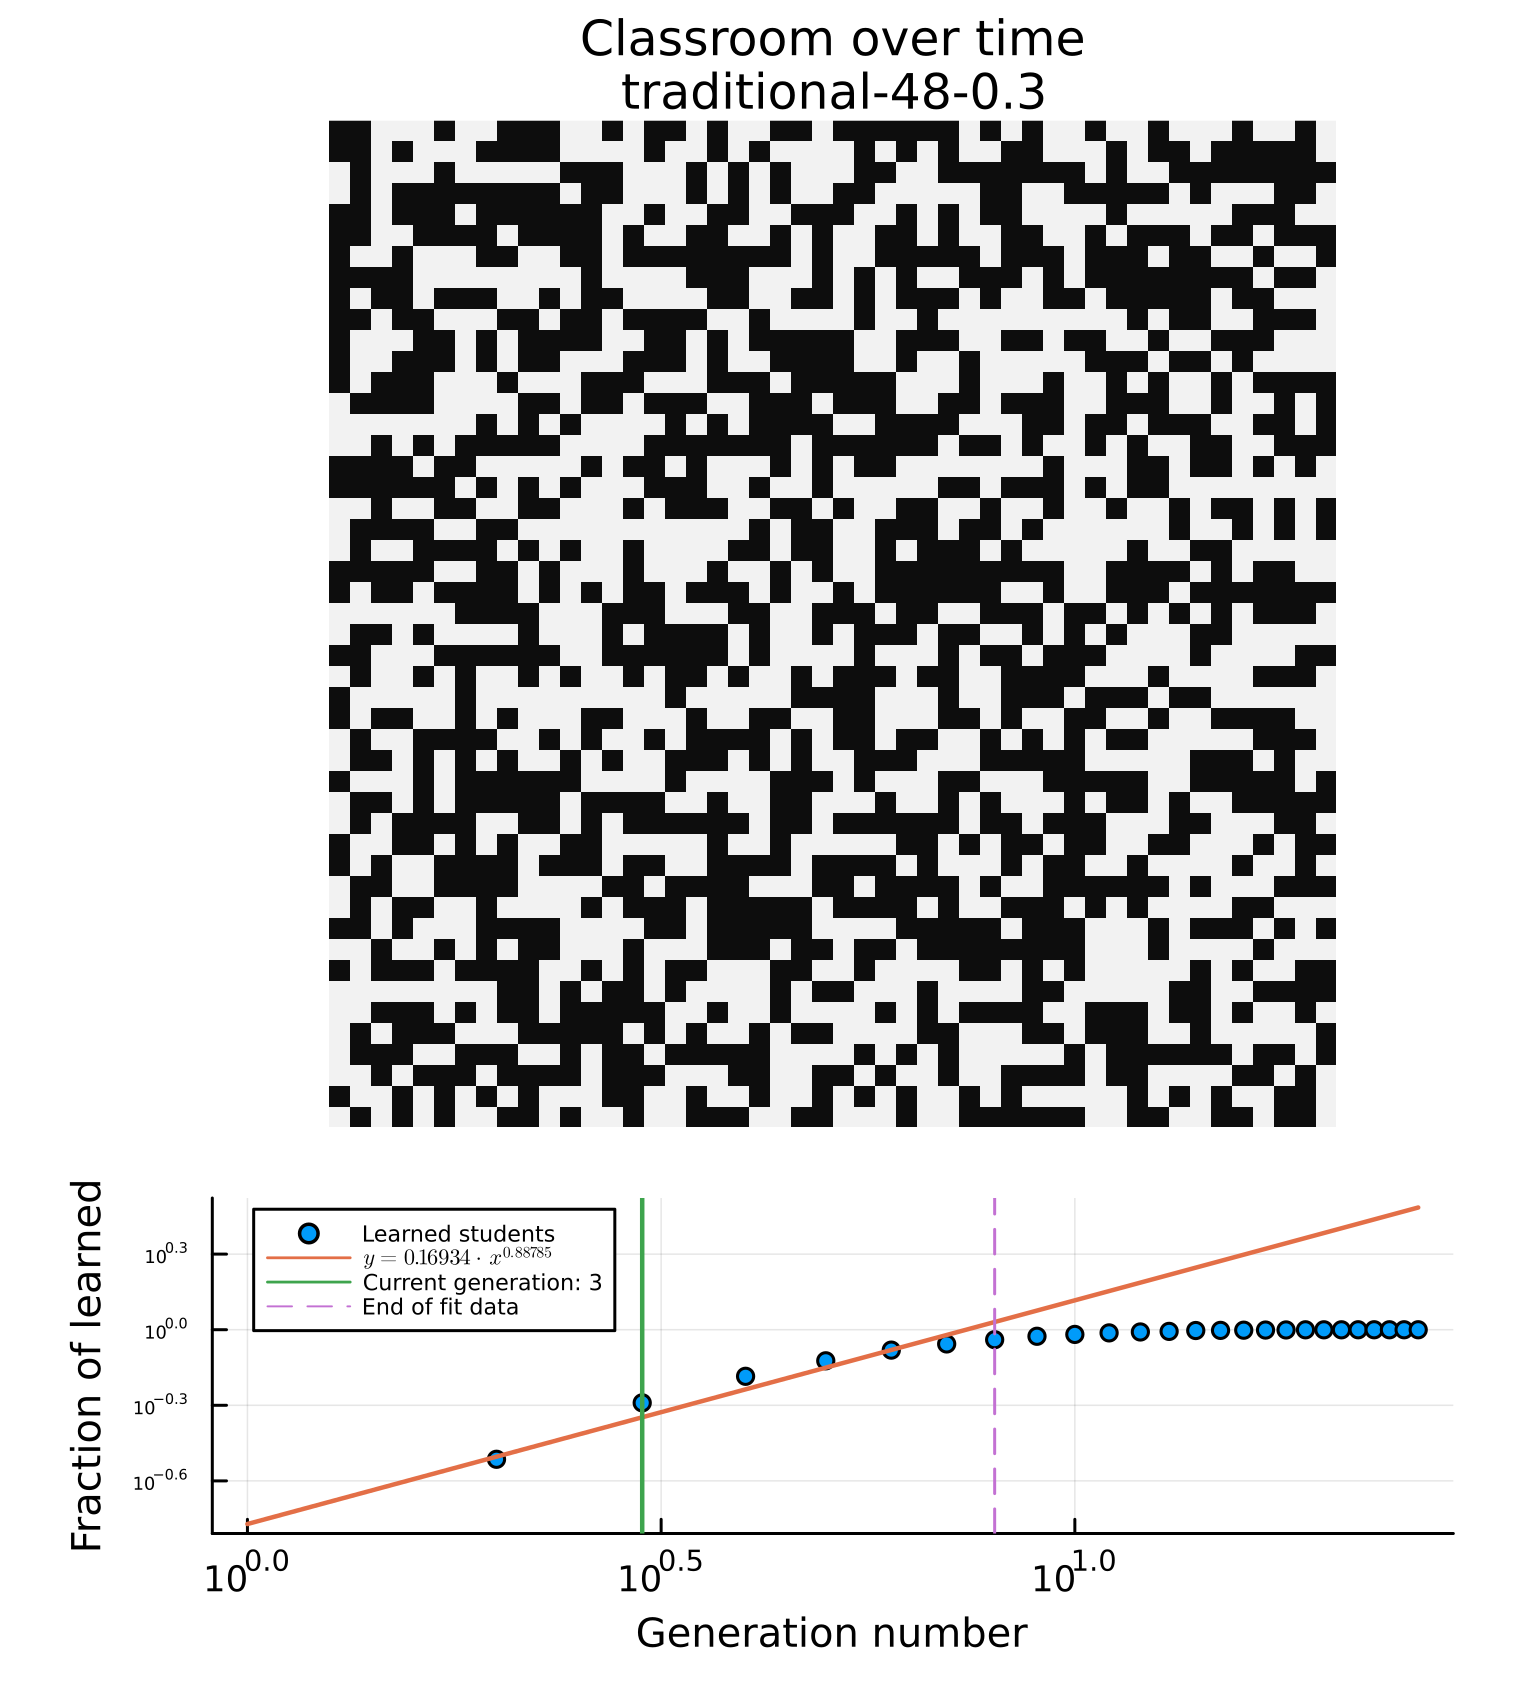 Classroom over time
traditional-48-0.3
Fraction of learned
10^0.3
10^0.0
10^−0.3
10^−0.6
Learned students
y = 0.16934 · x^0.88785
Current generation: 3
End of fit data
10^0.0 10^0.5 10^1.0
Generation number